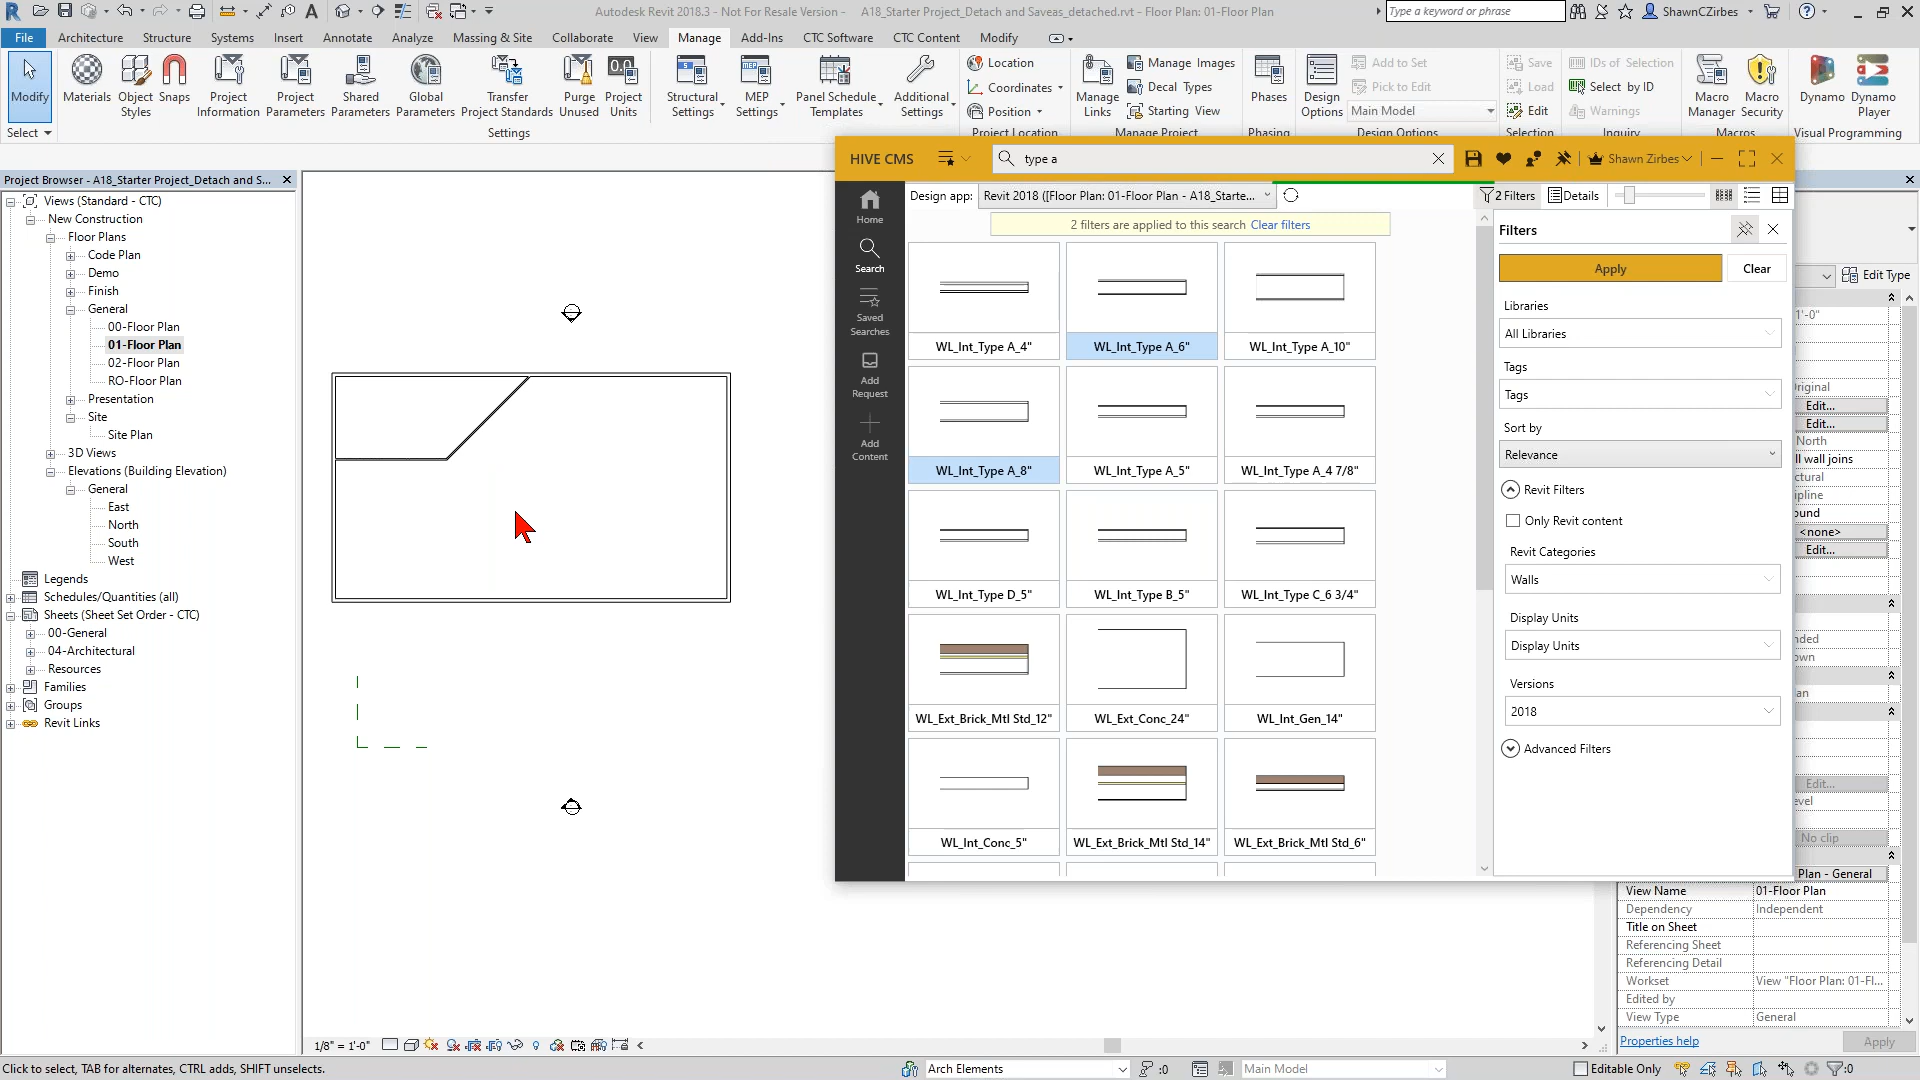 Autodesk Revit 2018.3 - Not For Resale Version - A18_Starter Project_Detach and Saveas_detached.rvt - Floor Plan: 01-Floor Plan
Type a keyword or phrase
ShawnCZirbes
File Architecture Structure Systems Insert Annotate Analyze Massing & Site Collaborate View Manage Add-Ins CTC Software CTC Content Modify
Modify
Materials
Object Styles
Snaps
Project Information
Project Parameters
Shared Parameters
Global Parameters
Transfer Project Standards
Purge Unused
Project Units
Structural Settings
MEP Settings
Panel Schedule Templates
Additional Settings
Location
Coordinates
Position
Manage Links
Manage Images
Decal Types
Starting View
Phases
Design Options
Add to Set
Pick to Edit
Main Model
Save
Load
Edit
IDs of Selection
Select by ID
Warnings
Macro Manager
Macro Security
Dynamo
Dynamo Player
Select
Settings
Project Location
Manage Project
Phasing
Design Options
Selection
Inquiry
Macros
Visual Programming
Project Browser - A18_Starter Project_Detach and S...
Views (Standard - CTC)
New Construction
Floor Plans
Code Plan
Demo
Finish
General
00-Floor Plan
01-Floor Plan
02-Floor Plan
RO-Floor Plan
Presentation
Site
Site Plan
3D Views
Elevations (Building Elevation)
General
East
North
South
West
Legends
Schedules/Quantities (all)
Sheets (Sheet Set Order - CTC)
00-General
04-Architectural
Resources
Families
Groups
Revit Links
HIVE CMS
type a
Shawn Zirbes
Home
Search
Saved Searches
Add Request
Add Content
Design app: Revit 2018 ([Floor Plan: 01-Floor Plan - A18_Starte...
2 Filters
Details
2 filters are applied to this search Clear filters
WL_Int_Type A_4" WL_Int_Type A_6" WL_Int_Type A_10"
WL_Int_Type A_8" WL_Int_Type A_5" WL_Int_Type A_4 7/8"
WL_Int_Type D_5" WL_Int_Type B_5" WL_Int_Type C_6 3/4"
WL_Ext_Brick_Mtl Std_12" WL_Ext_Conc_24" WL_Int_Gen_14"
WL_Int_Conc_5" WL_Ext_Brick_Mtl Std_14" WL_Ext_Brick_Mtl Std_6"
Filters
Apply
Clear
Libraries
All Libraries
Tags
Tags
Sort by
Relevance
Revit Filters
Only Revit content
Revit Categories
Walls
Display Units
Display Units
Versions
2018
Advanced Filters
Edit Type
1'-0"
Edit...
Edit...
North
ll wall joins
<none>
Edit...
Edit...
No clip
Plan - General
View Name 01-Floor Plan
Dependency Independent
Title on Sheet
Referencing Sheet
Referencing Detail
Workset View "Floor Plan: 01-Fl...
Edited by
View Type General
Properties help
Apply
1/8" = 1'-0"
Click to select, TAB for alternates, CTRL adds, SHIFT unselects.
Arch Elements
:0
Main Model
Editable Only
:0